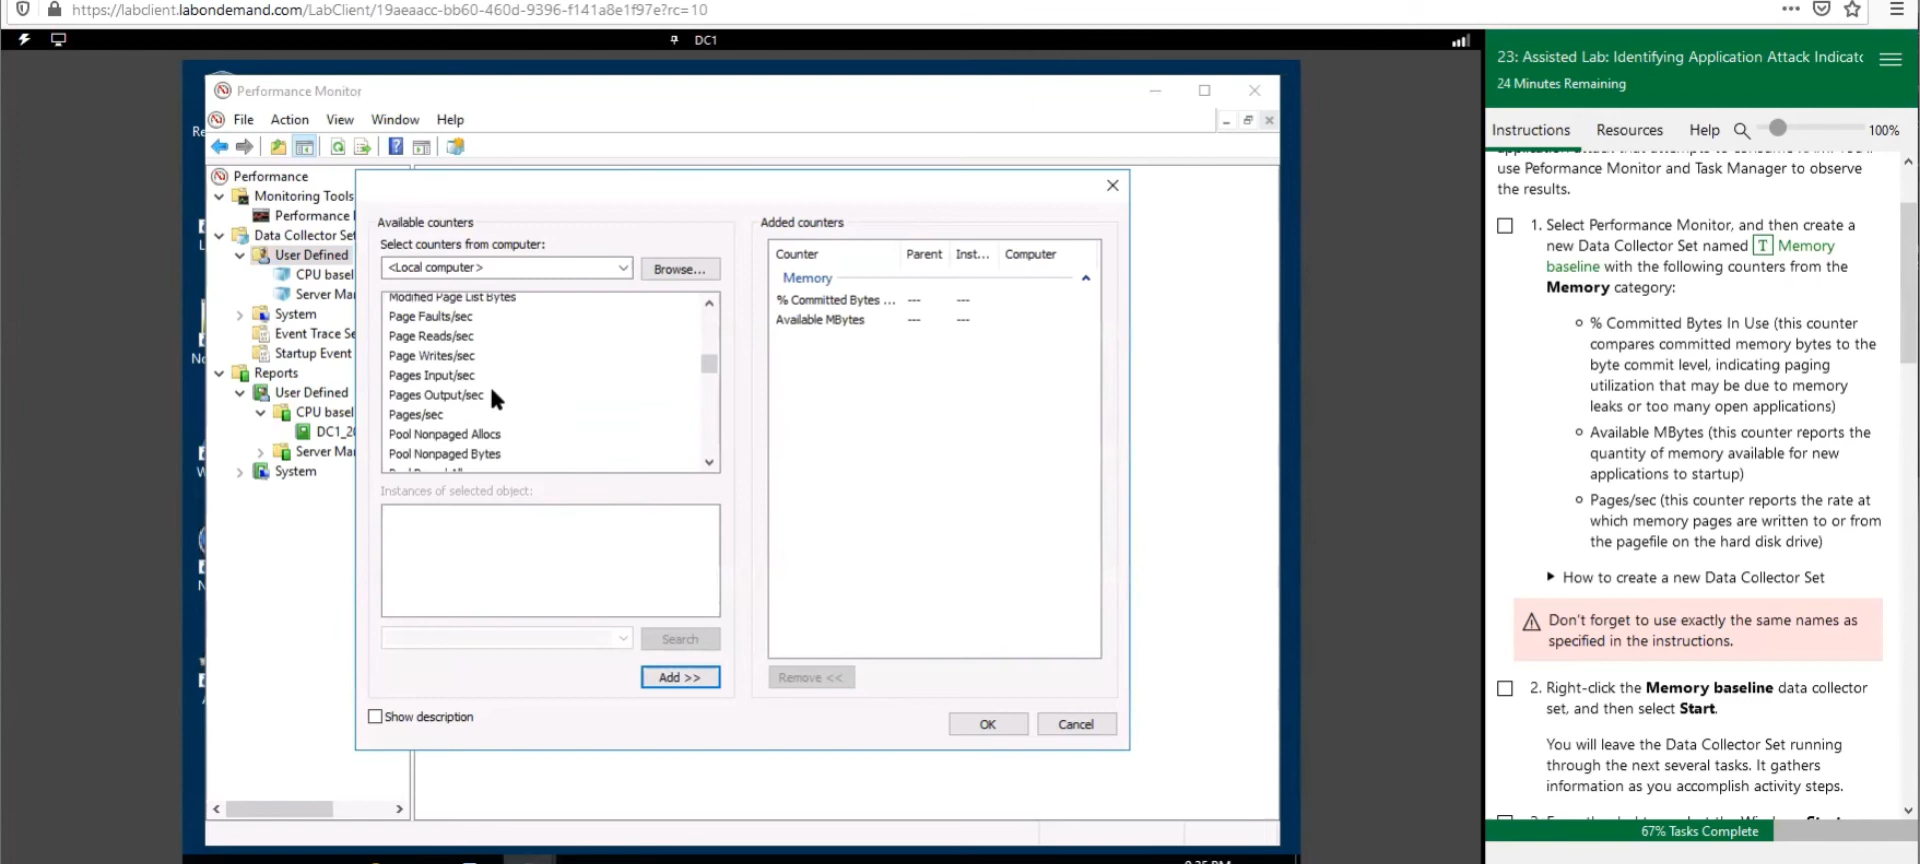 https://labclient.labondemand.com/LabClient/19aeaacc-bb60-460d-9396-f141a8e1f97e?rc=10
DC1
Performance Monitor
File Action View Window Help
Performance
Monitoring Tools
Performance
Data Collector Set
User Defined
CPU basel
Server Mar
System
Event Trace Se
Startup Event
Reports
User Defined
CPU basel
DC1_20
Server Mar
System
Available counters
Select counters from computer:
<Local computer>
Browse...
Modified Page List Bytes
Page Faults/sec
Page Reads/sec
Page Writes/sec
Pages Input/sec
Pages Output/sec
Pages/sec
Pool Nonpaged Allocs
Pool Nonpaged Bytes
Instances of selected object:
Search
Add >>
Show description
Added counters
Counter Parent Inst... Computer
Memory
% Committed Bytes ... --- ---
Available MBytes --- ---
Remove <<
OK Cancel
23: Assisted Lab: Identifying Application Attack Indicato
24 Minutes Remaining
Instructions Resources Help 100%
use Peformance Monitor and Task Manager to observe
the results.
1. Select Performance Monitor, and then create a
new Data Collector Set named T Memory
baseline with the following counters from the
Memory category:
% Committed Bytes In Use (this counter
compares committed memory bytes to the
byte commit level, indicating paging
utilization that may be due to memory
leaks or too many open applications)
Available MBytes (this counter reports the
quantity of memory available for new
applications to startup)
Pages/sec (this counter reports the rate at
which memory pages are written to or from
the pagefile on the hard disk drive)
How to create a new Data Collector Set
Don't forget to use exactly the same names as
specified in the instructions.
2. Right-click the Memory baseline data collector
set, and then select Start.
You will leave the Data Collector Set running
through the next several tasks. It gathers
information as you accomplish activity steps.
67% Tasks Complete